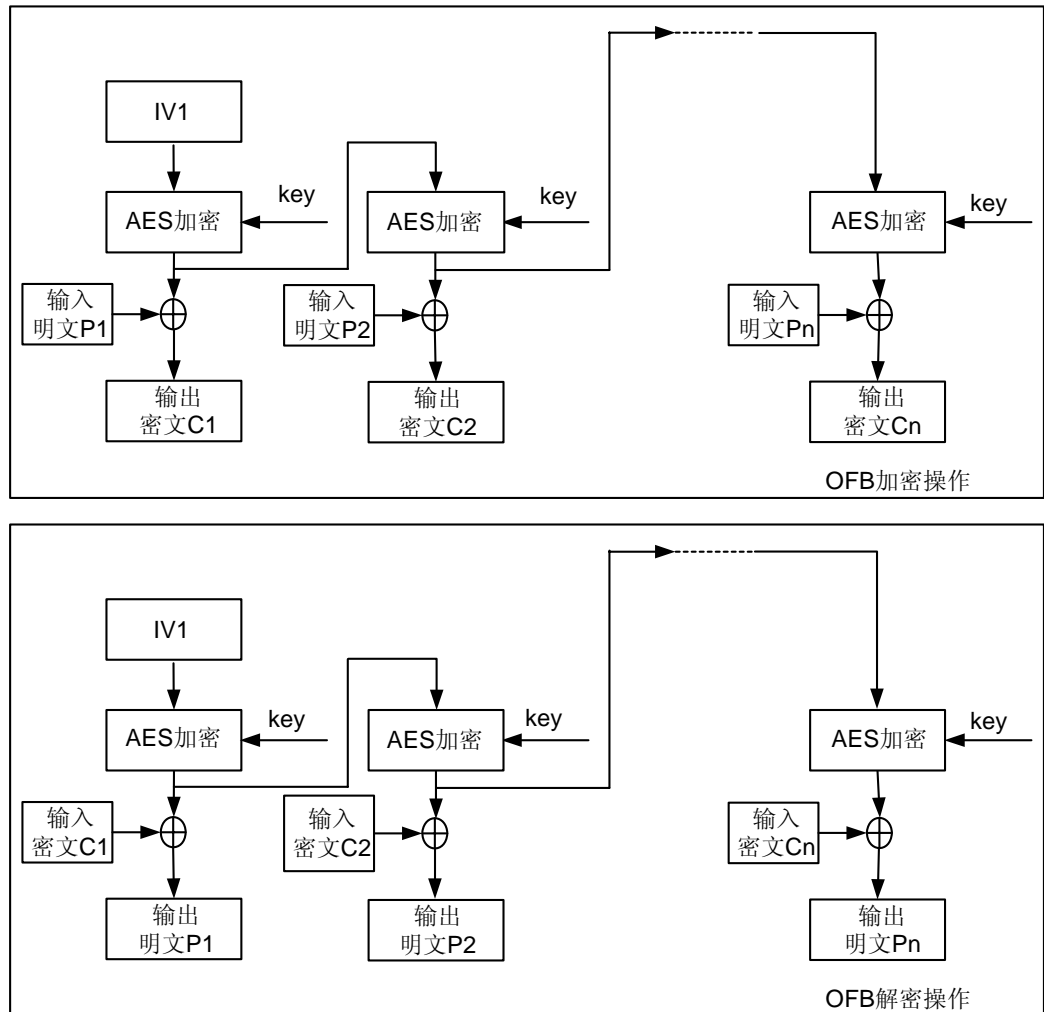 IV1
AES加密
key
AES加密
key
AES加密
key
输入
明文P1
输入
明文P2
输入
明文Pn
输出
密文C1
输出
密文C2
输出
密文Cn
OFB加密操作
IV1
AES加密
key
AES加密
key
AES加密
key
输入
密文C1
输入
密文C2
输入
密文Cn
输出
明文P1
输出
明文P2
输出
明文Pn
OFB解密操作